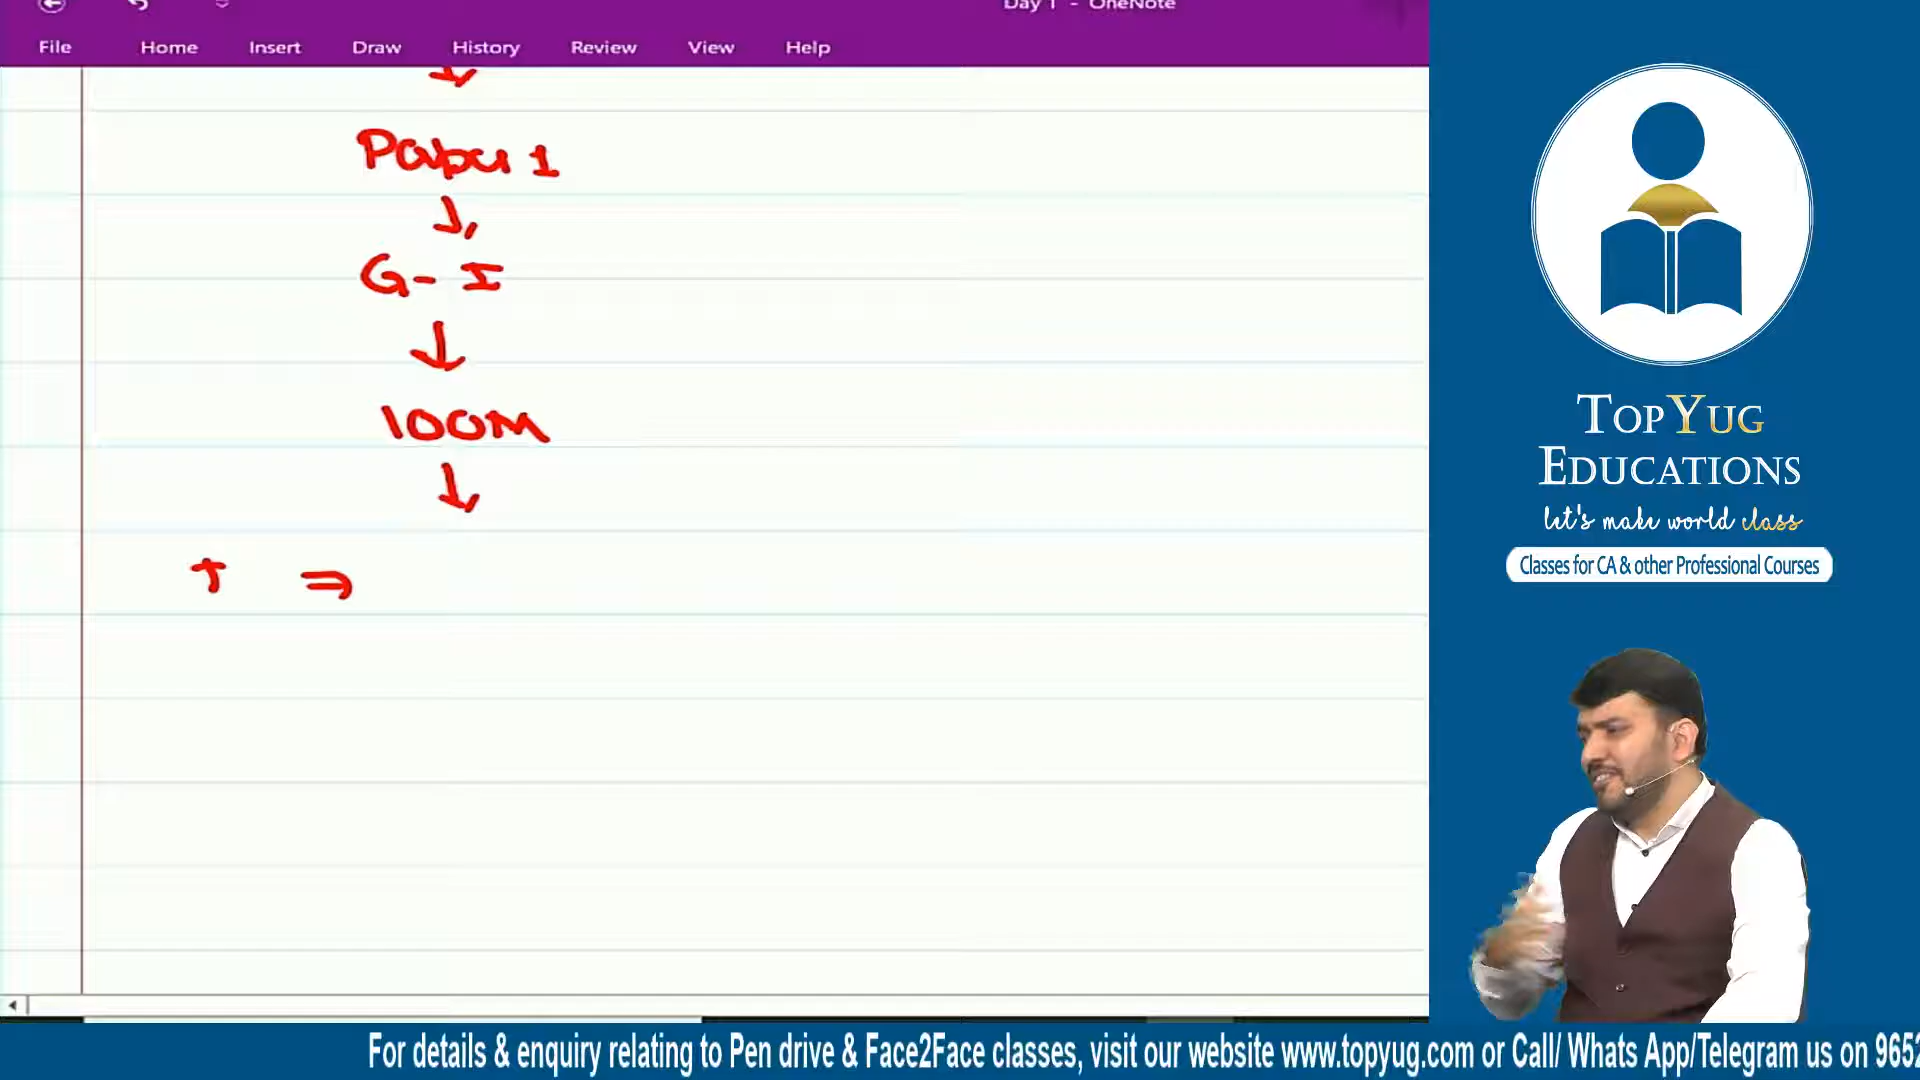 Day 1 - OneNote
File Home Insert Draw History Review View Help
Paper 1
G - I
100M
+ ⇒
TOPYUG
EDUCATIONS
let's make world class
Classes for CA & other Professional Courses
For details & enquiry relating to Pen drive & Face2Face classes, visit our website www.topyug.com or Call/ Whats App/Telegram us on 9652